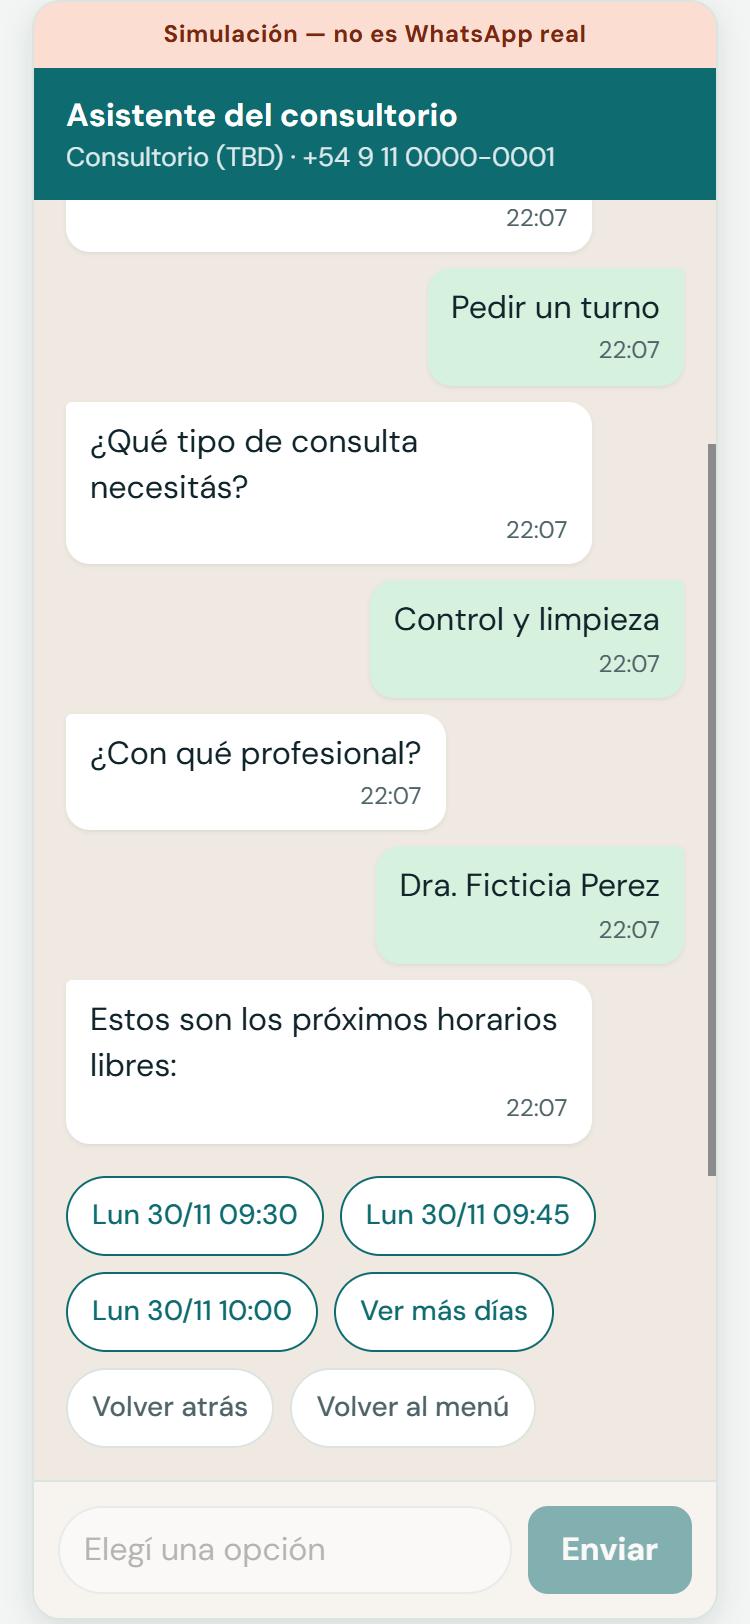 Simulación — no es WhatsApp real
Asistente del consultorio
Consultorio (TBD) · +54 9 11 0000-0001
22:07
Pedir un turno
22:07
¿Qué tipo de consulta
necesitás?
22:07
Control y limpieza
22:07
¿Con qué profesional?
22:07
Dra. Ficticia Perez
22:07
Estos son los próximos horarios
libres:
22:07
Lun 30/11 09:30
Lun 30/11 09:45
Lun 30/11 10:00
Ver más días
Volver atrás
Volver al menú
Elegí una opción
Enviar